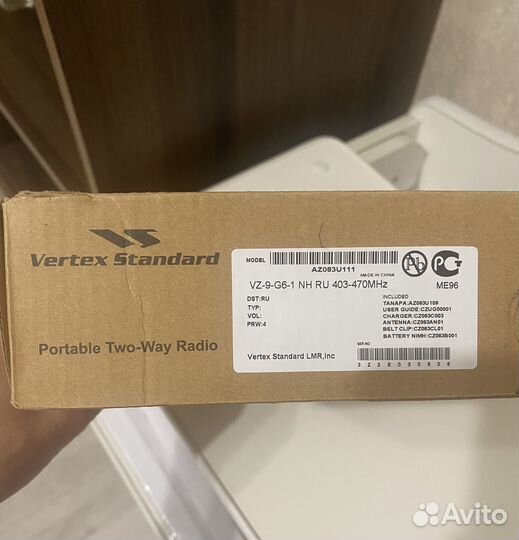 Vertex Standard
Portable Two-Way Radio
MODEL
AZ083U111
MADE IN CHINA
VZ-9-G6-1 NH RU 403-470MHz
ME96
DST:RU
TYP:
VOL:
PRW:4
INCLUDED
TANAPA:AZ083U109
USER GUIDE:CZUG00001
CHARGER:CZ083C003
ANTENNA:CZ083AN01
BELT CLIP:CZ083CL01
BATTERY NIMH:CZ083B001
Vertex Standard LMR,Inc
SER NO
3Z2E030606
Avito